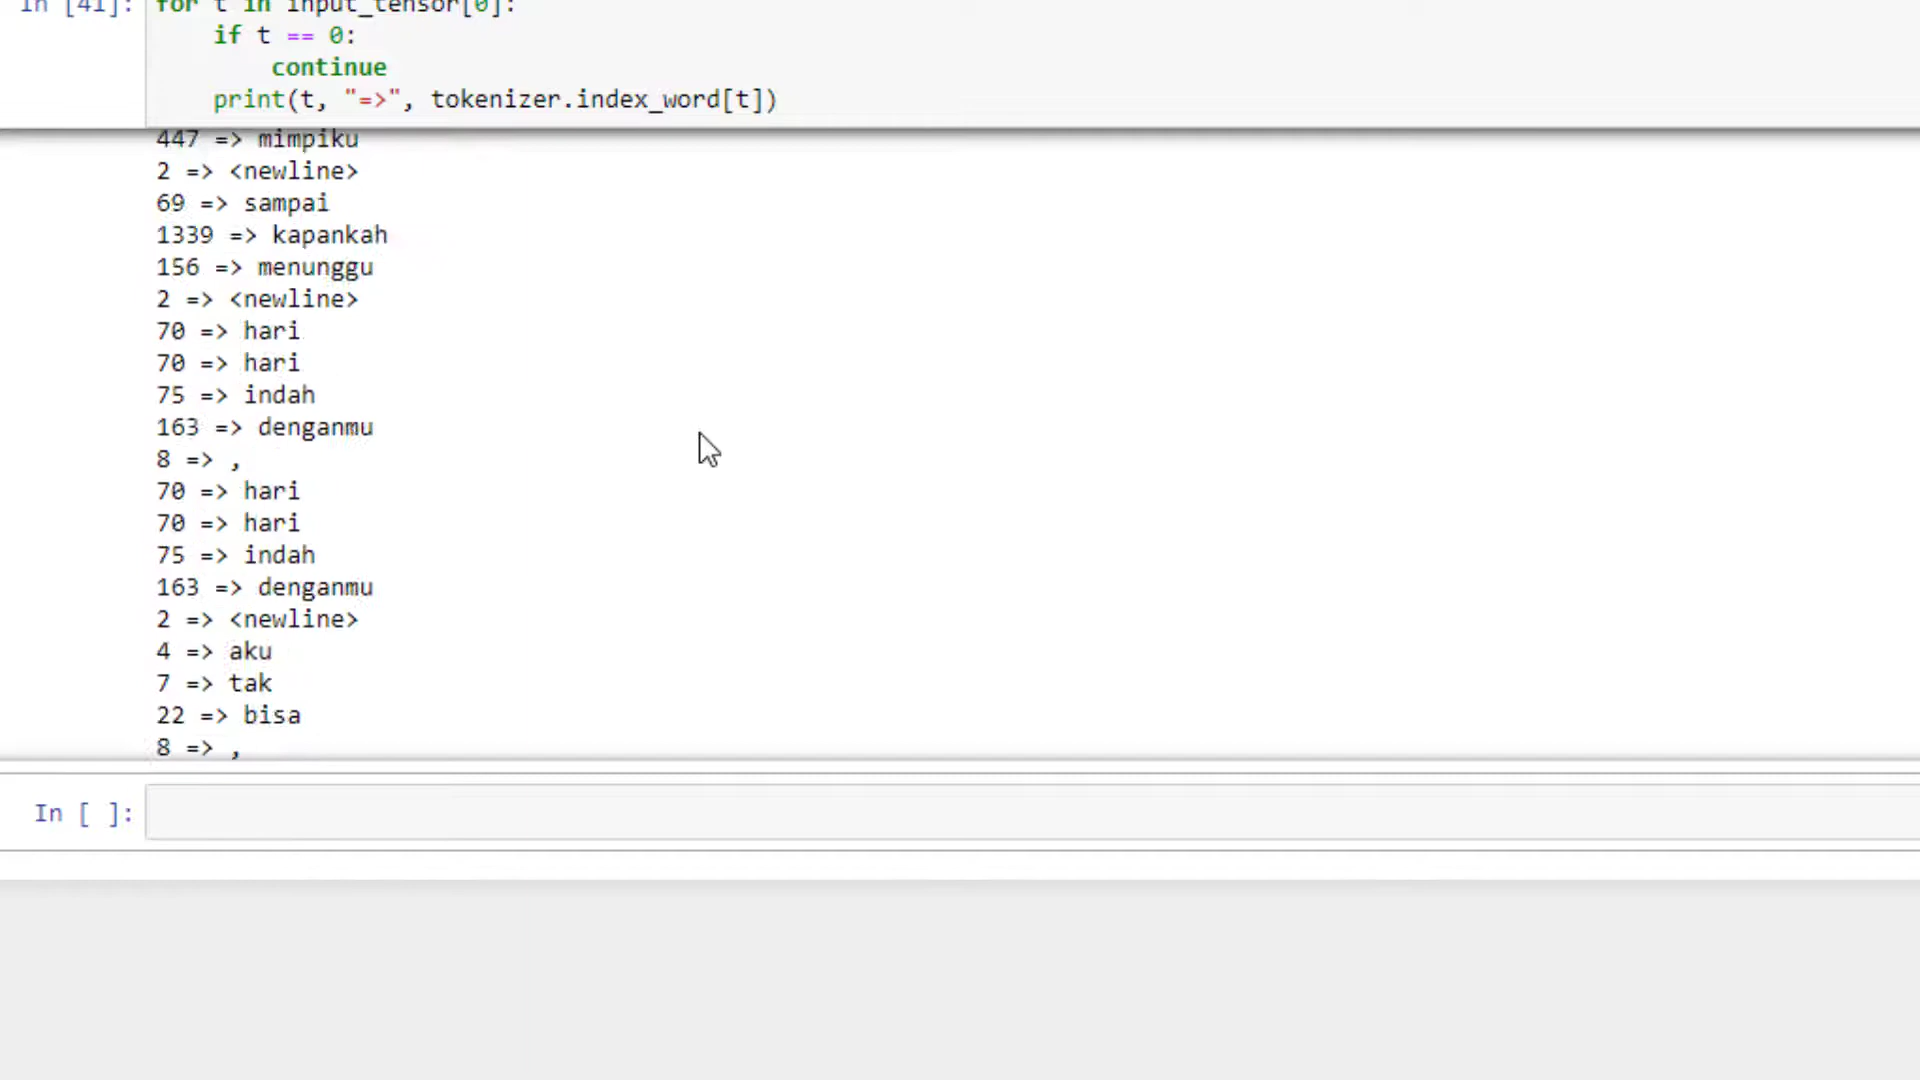 In [41]: for t in input_tensor[0]:
if t == 0:
continue
print(t, "=>", tokenizer.index_word[t])
447 => mimpiku
2 => <newline>
69 => sampai
1339 => kapankah
156 => menunggu
2 => <newline>
70 => hari
70 => hari
75 => indah
163 => denganmu
8 => ,
70 => hari
70 => hari
75 => indah
163 => denganmu
2 => <newline>
4 => aku
7 => tak
22 => bisa
8 => ,
In [ ]: